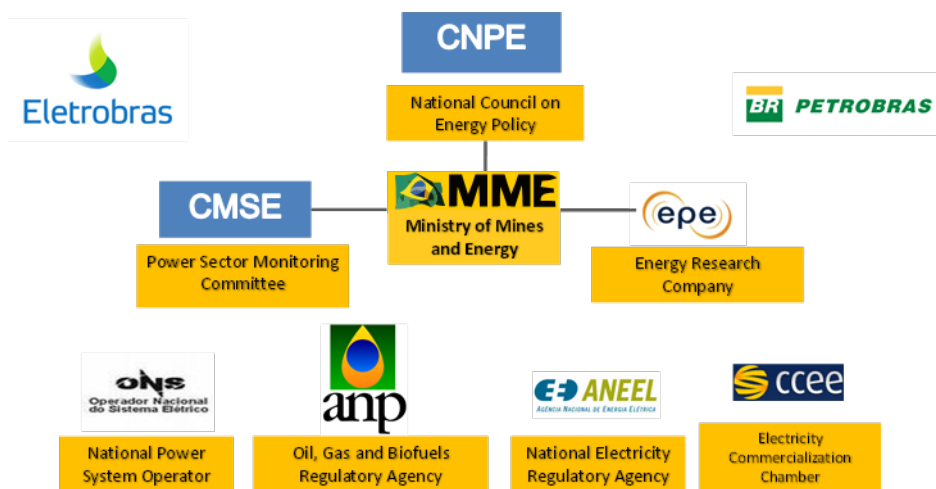 CNPE
Eletrobras
BR PETROBRAS
National Council on
Energy Policy
CMSE
MME
Ministry of Mines
and Energy
epe
Power Sector Monitoring
Committee
Energy Research
Company
ONS
Operador Nacional
do Sistema Elétrico
anp
ANEEL
AGÊNCIA NACIONAL DE ENERGIA ELÉTRICA
ccee
National Power
System Operator
Oil, Gas and Biofuels
Regulatory Agency
National Electricity
Regulatory Agency
Electricity
Commercialization
Chamber